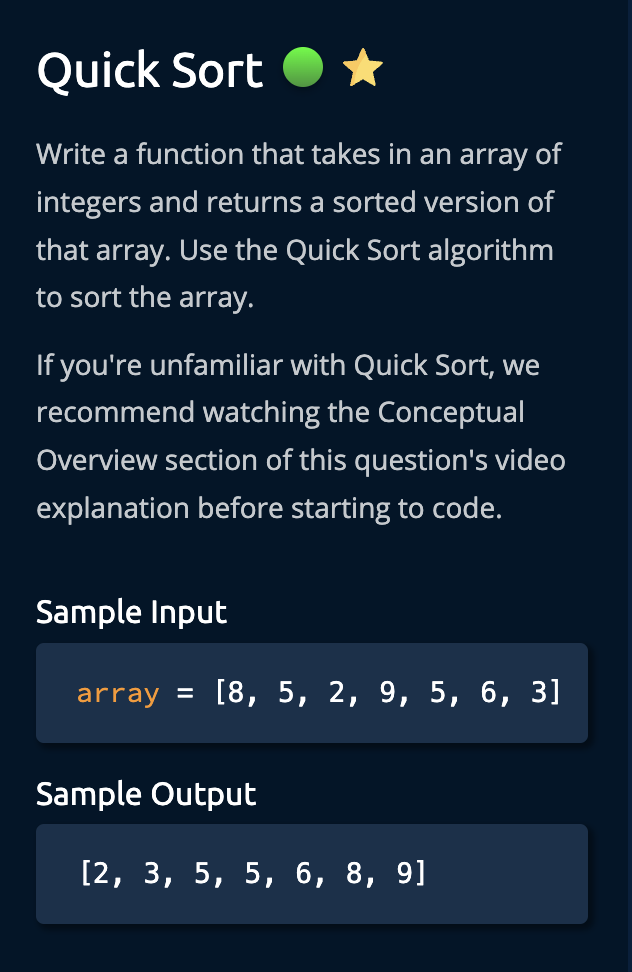 Quick Sort
Write a function that takes in an array of
integers and returns a sorted version of
that array. Use the Quick Sort algorithm
to sort the array.
If you're unfamiliar with Quick Sort, we
recommend watching the Conceptual
Overview section of this question's video
explanation before starting to code.
Sample Input
array = [8, 5, 2, 9, 5, 6, 3]
Sample Output
[2, 3, 5, 5, 6, 8, 9]